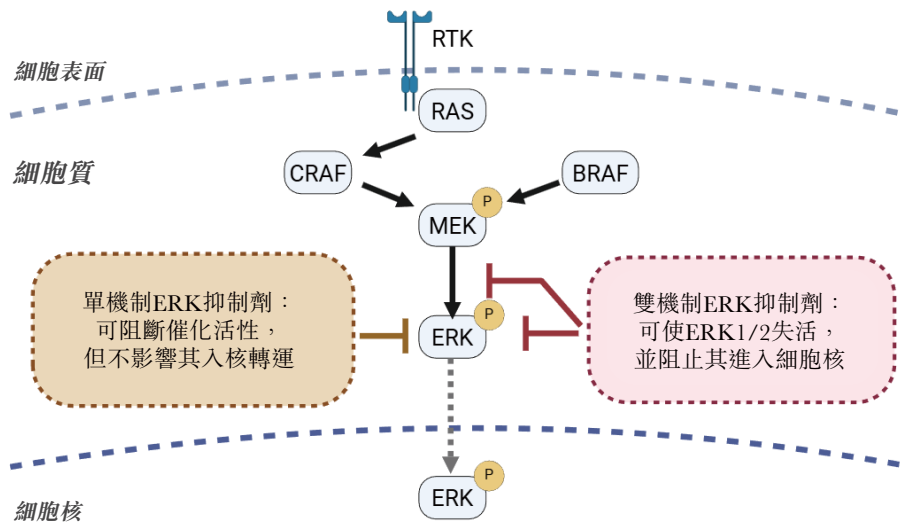 RTK
細胞表面
RAS
細胞質
CRAF
BRAF
P
MEK
單機制ERK抑制劑：
可阻斷催化活性，
但不影響其入核轉運
P
ERK
雙機制ERK抑制劑：
可使ERK1/2失活，
並阻止其進入細胞核
P
ERK
細胞核